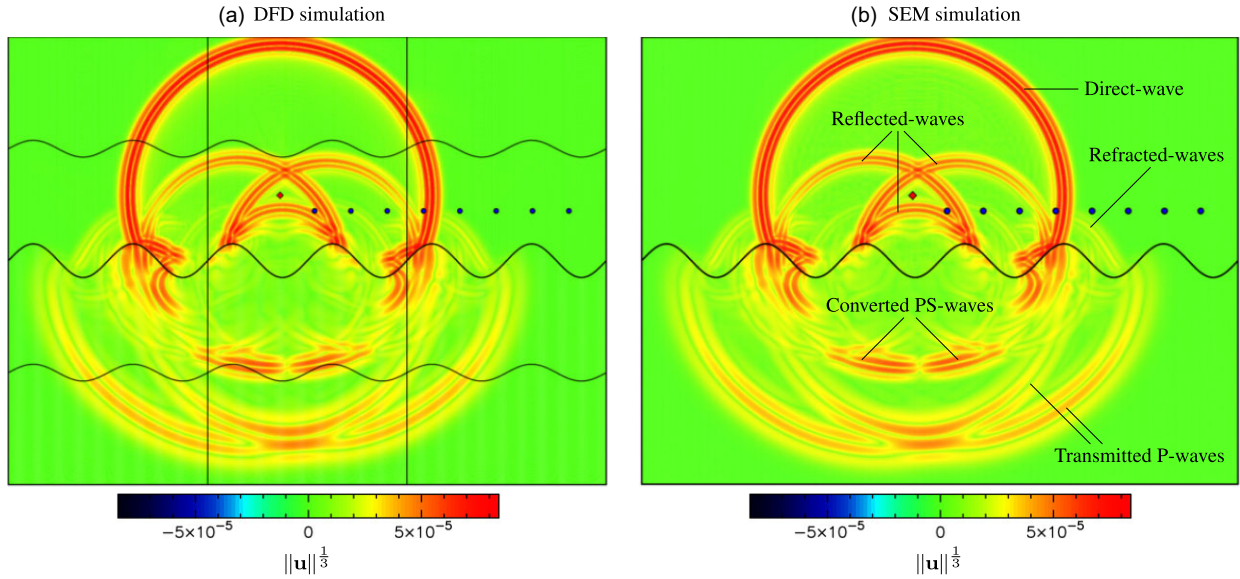 (a) DFD simulation
(b) SEM simulation
Direct-wave
Reflected-waves
Refracted-waves
Converted PS-waves
Transmitted P-waves
−5×10⁻⁵ 0 5×10⁻⁵
||u||^{1/3}
−5×10⁻⁵ 0 5×10⁻⁵
||u||^{1/3}